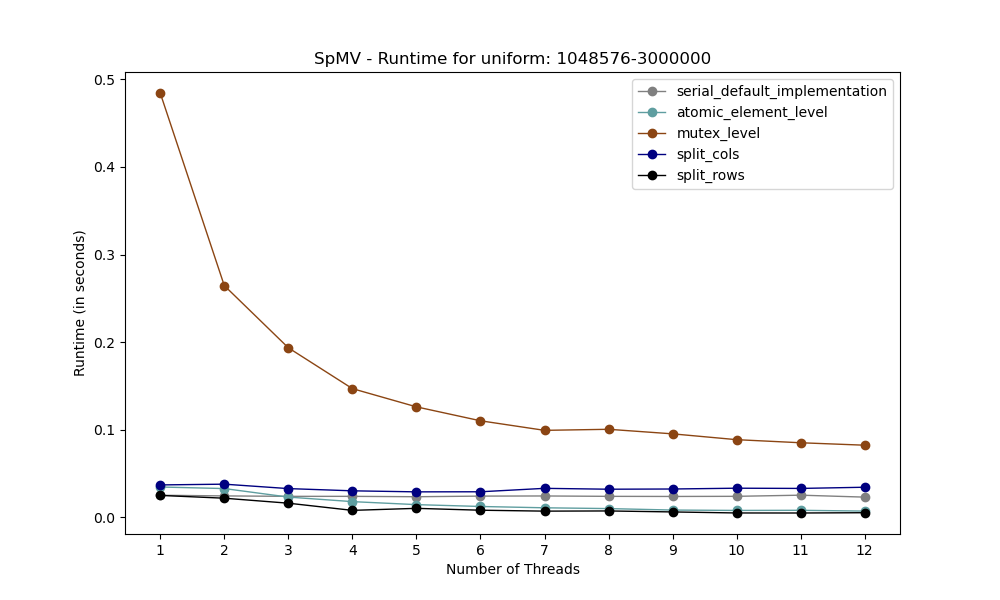 SpMV - Runtime for uniform: 1048576-3000000
serial_default_implementation
atomic_element_level
mutex_level
split_cols
split_rows
Runtime (in seconds)
0.5
0.4
0.3
0.2
0.1
0.0
1 2 3 4 5 6 7 8 9 10 11 12
Number of Threads